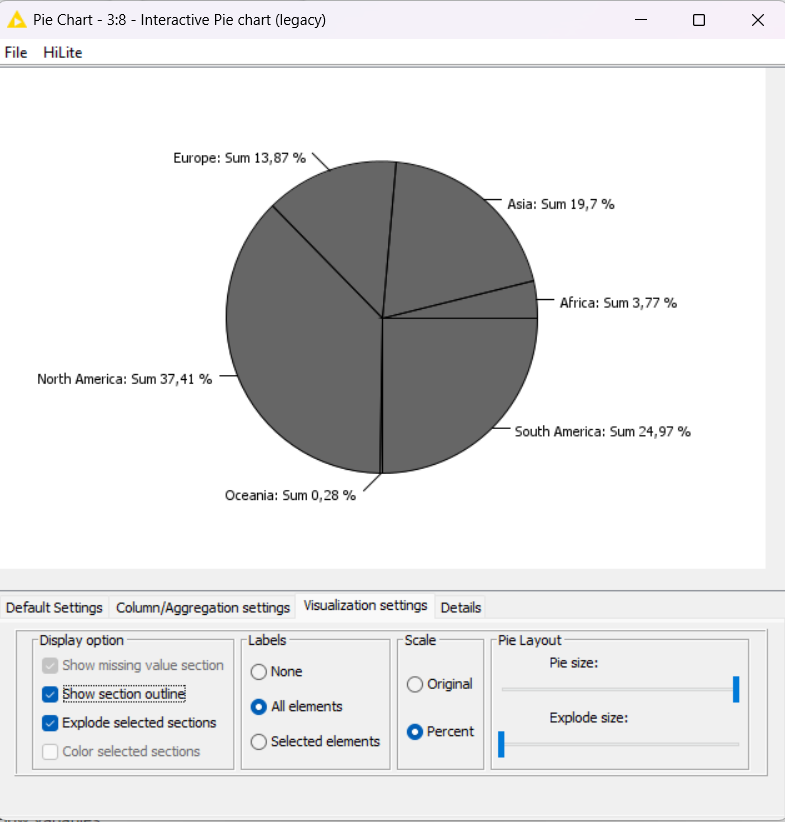 Pie Chart - 3:8 - Interactive Pie chart (legacy)
File HiLite
Europe: Sum 13,87 %
Asia: Sum 19,7 %
Africa: Sum 3,77 %
North America: Sum 37,41 %
South America: Sum 24,97 %
Oceania: Sum 0,28 %
Default Settings Column/Aggregation settings Visualization settings Details
Display option
Show missing value section
Show section outline
Explode selected sections
Color selected sections
Labels
None
All elements
Selected elements
Scale
Original
Percent
Pie Layout
Pie size:
Explode size: